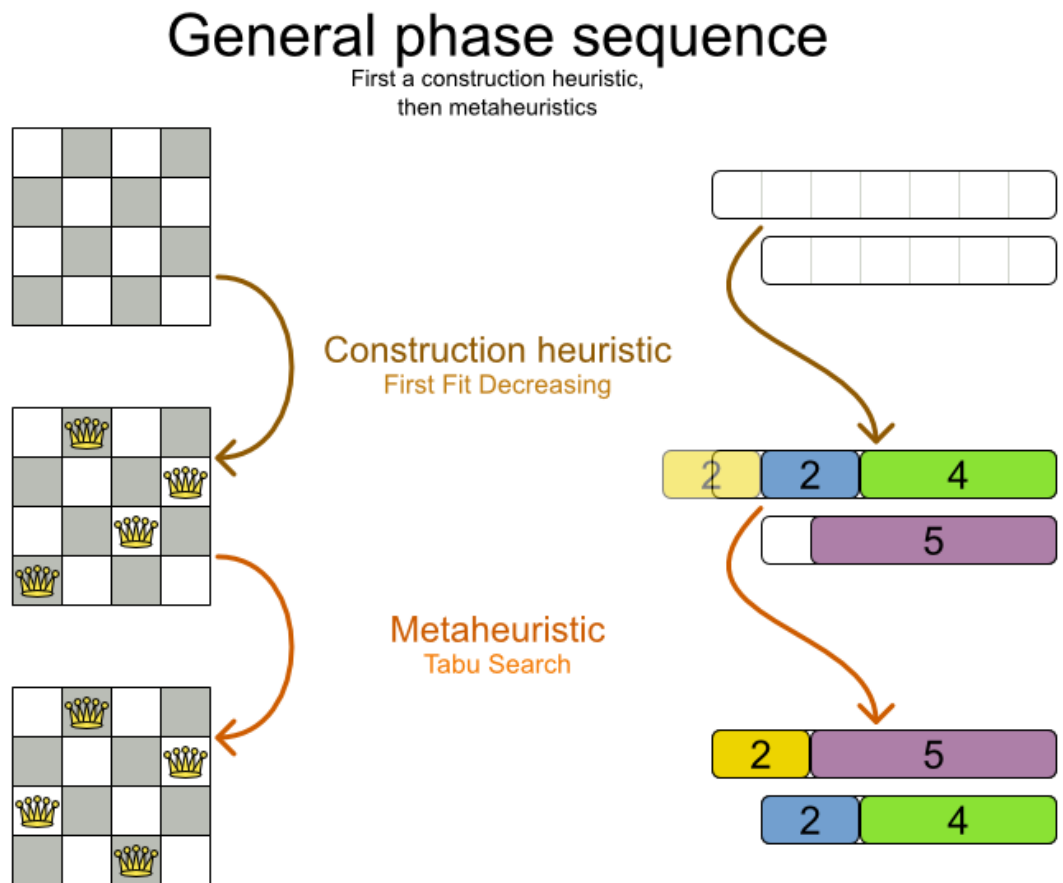 General phase sequence
First a construction heuristic,
then metaheuristics
Construction heuristic
First Fit Decreasing
2 2 4
5
Metaheuristic
Tabu Search
2 5
2 4